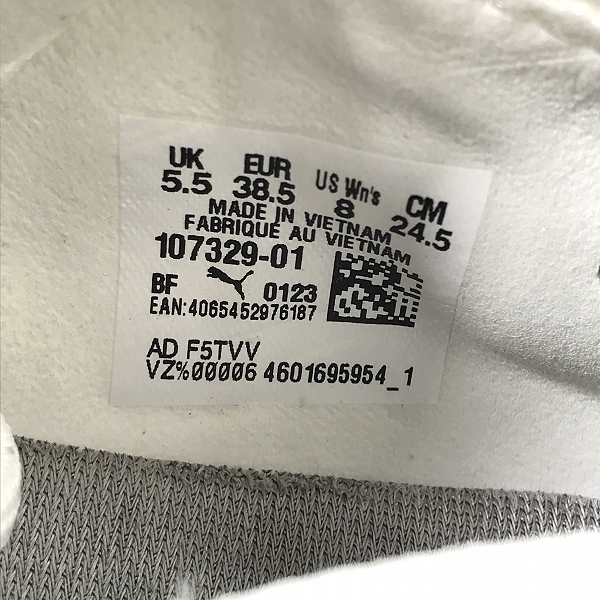 UK EUR US Wn's CM
5.5 38.5 8 24.5
MADE IN VIETNAM
FABRIQUÉ AU VIETNAM
107329-01
BF 0123
EAN:4065452976187
AD F5TVV
VZ%00006 4601695954_1